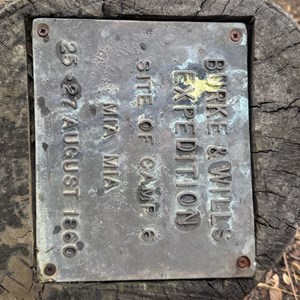 BURKE & WILLS
EXPEDITION
SITE OF CAMP 6
MIA MIA
25-27 AUGUST 1860